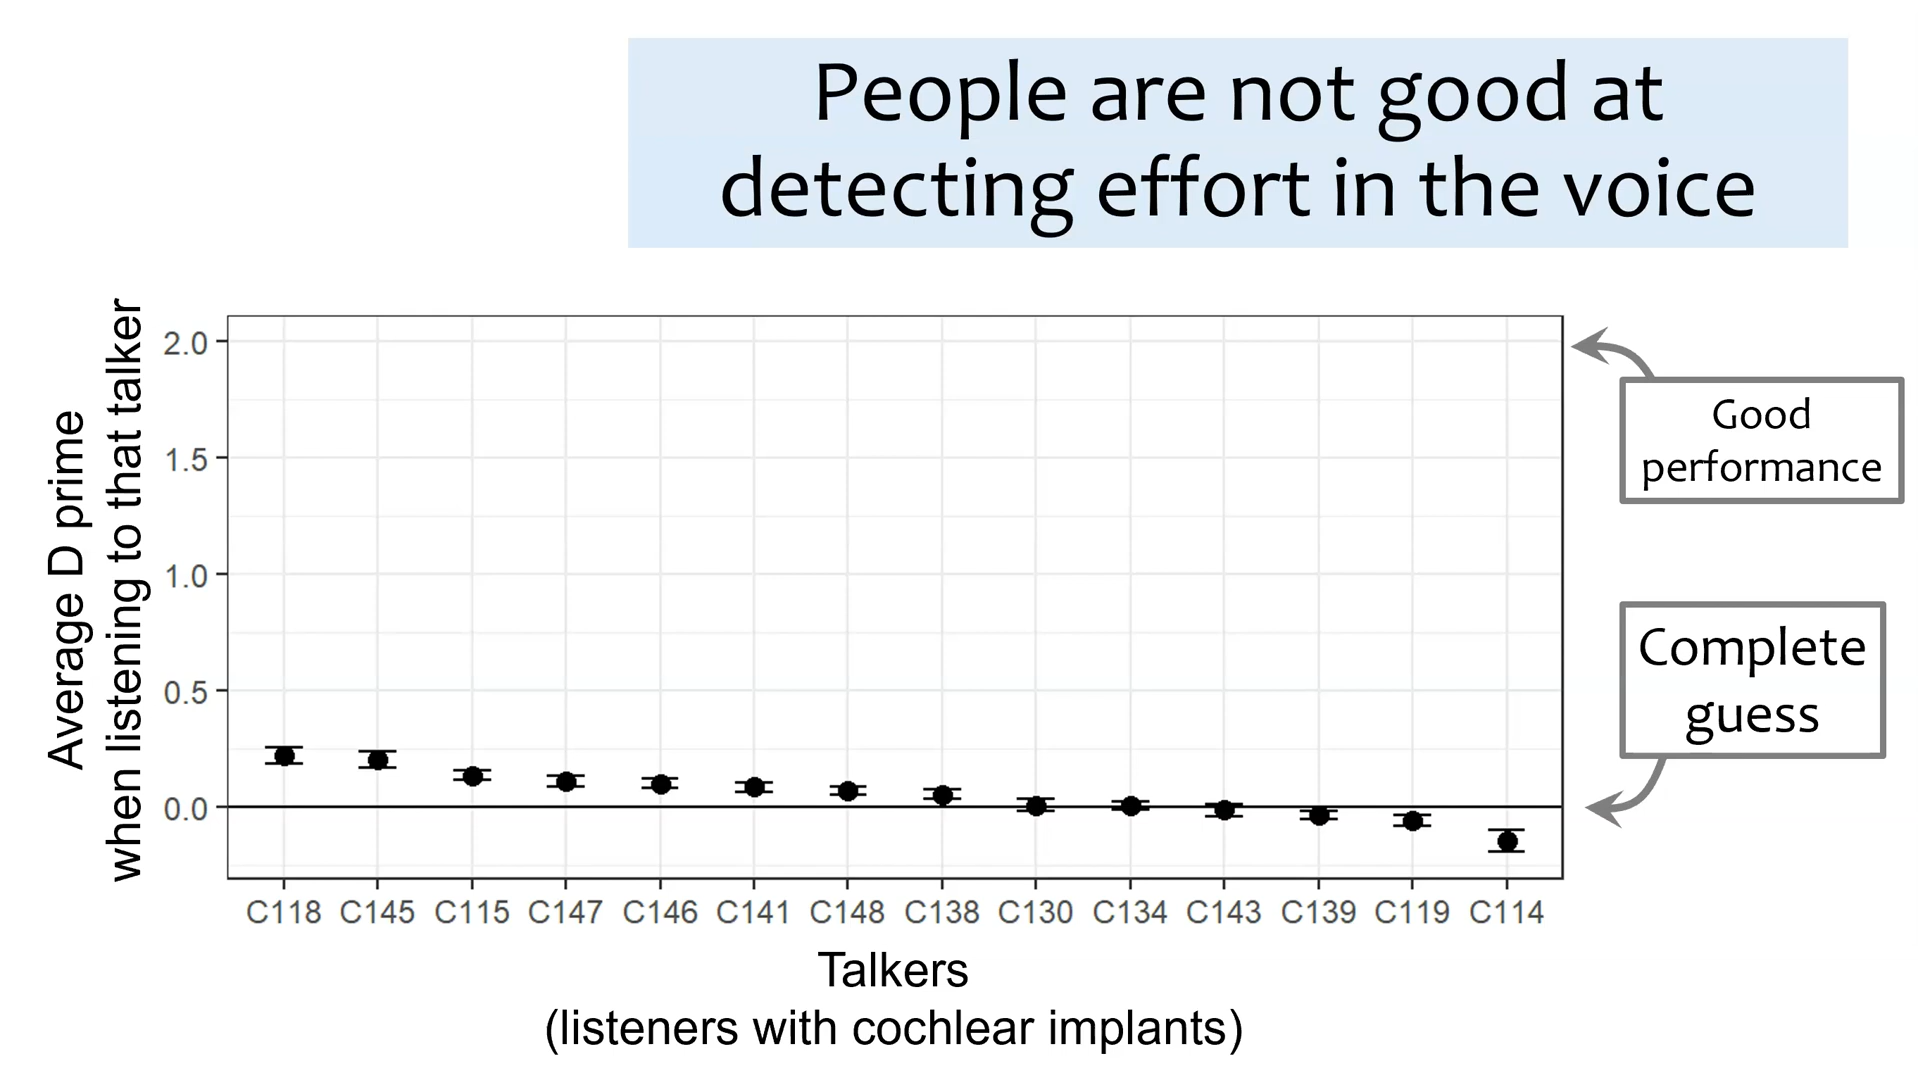 People are not good at
detecting effort in the voice
Average D prime
when listening to that talker
2.0
1.5
1.0
0.5
0.0
Good
performance
Complete
guess
C118 C145 C115 C147 C146 C141 C148 C138 C130 C134 C143 C139 C119 C114
Talkers
(listeners with cochlear implants)